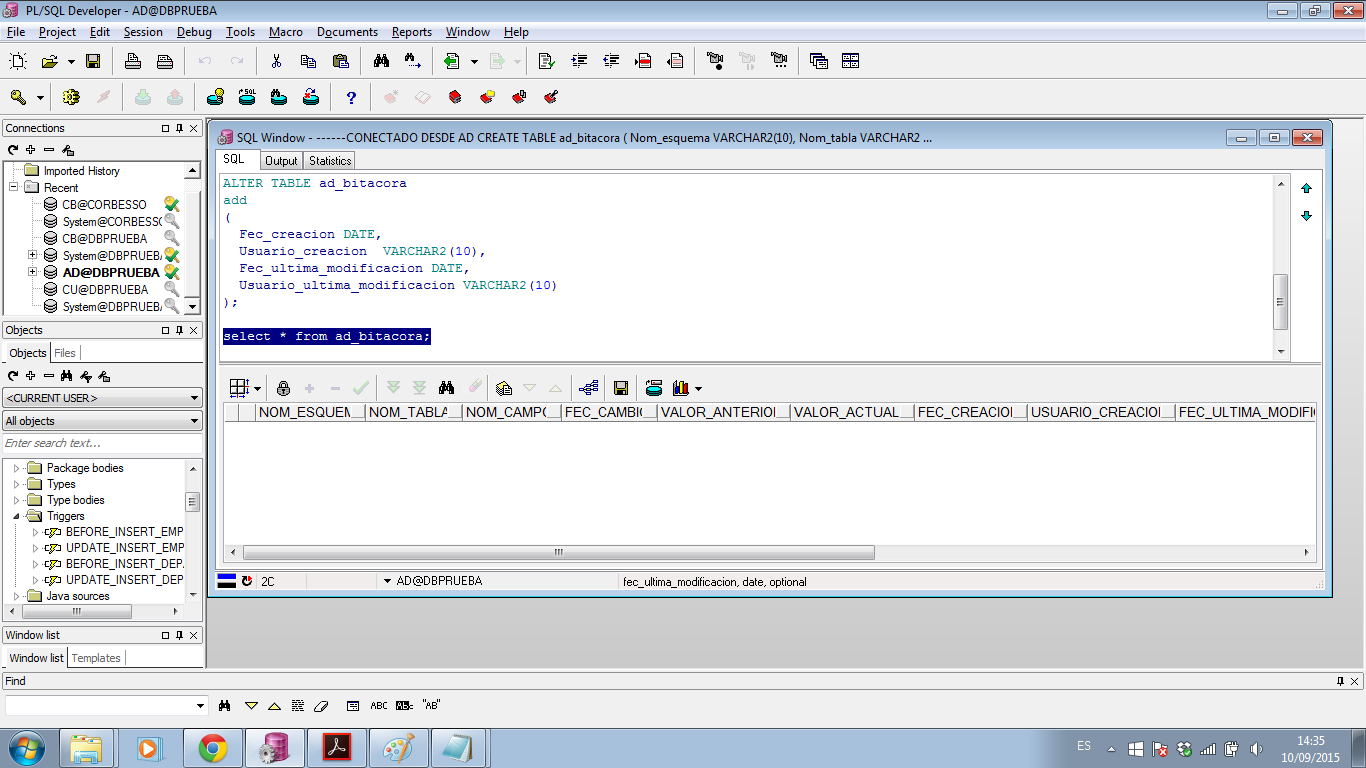 PL/SQL Developer - AD@DBPRUEBA
File Project Edit Session Debug Tools Macro Documents Reports Window Help
Connections
Imported History
Recent
CB@CORBESSO
System@CORBESSO
CB@DBPRUEBA
System@DBPRUEBA
AD@DBPRUEBA
CU@DBPRUEBA
System@DBPRUEBA
Objects
Objects Files
<CURRENT USER>
All objects
Enter search text...
Package bodies
Types
Type bodies
Triggers
BEFORE_INSERT_EMP
UPDATE_INSERT_EMP
BEFORE_INSERT_DEP
UPDATE_INSERT_DEP
Java sources
Window list
Window list Templates
SQL Window - ------CONECTADO DESDE AD CREATE TABLE ad_bitacora ( Nom_esquema VARCHAR2(10), Nom_tabla VARCHAR2 ...
SQL Output Statistics
ALTER TABLE ad_bitacora
add
(
Fec_creacion DATE,
Usuario_creacion VARCHAR2(10),
Fec_ultima_modificacion DATE,
Usuario_ultima_modificacion VARCHAR2(10)
);
select * from ad_bitacora;
NOM_ESQUEM NOM_TABLA NOM_CAMPO FEC_CAMBIO VALOR_ANTERIOR VALOR_ACTUAL FEC_CREACION USUARIO_CREACION FEC_ULTIMA_MODIFI
2C AD@DBPRUEBA fec_ultima_modificacion, date, optional
Find
ABC "AB"
ES
14:35
10/09/2015